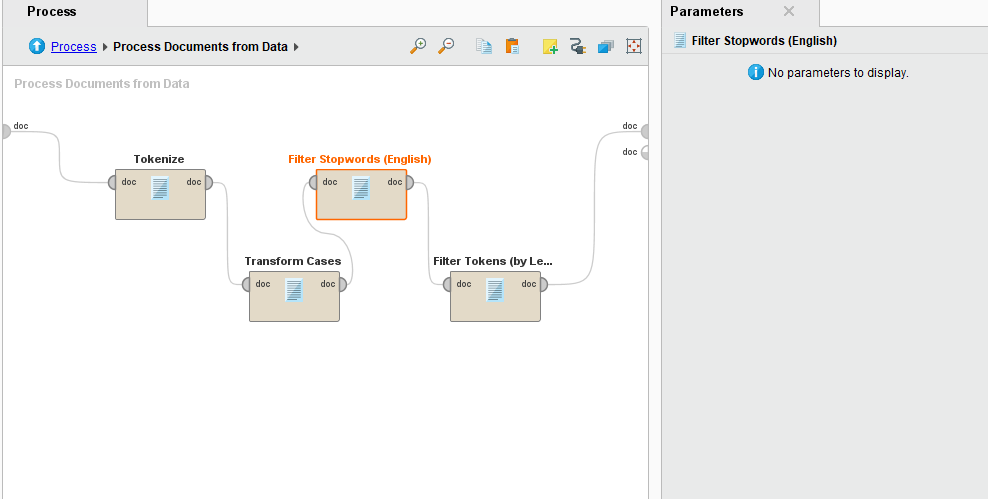 Process
Process Process Documents from Data
Process Documents from Data
doc
Tokenize
doc doc
Transform Cases
doc doc
Filter Stopwords (English)
doc doc
Filter Tokens (by Le...
doc doc
doc
doc
Parameters
Filter Stopwords (English)
No parameters to display.